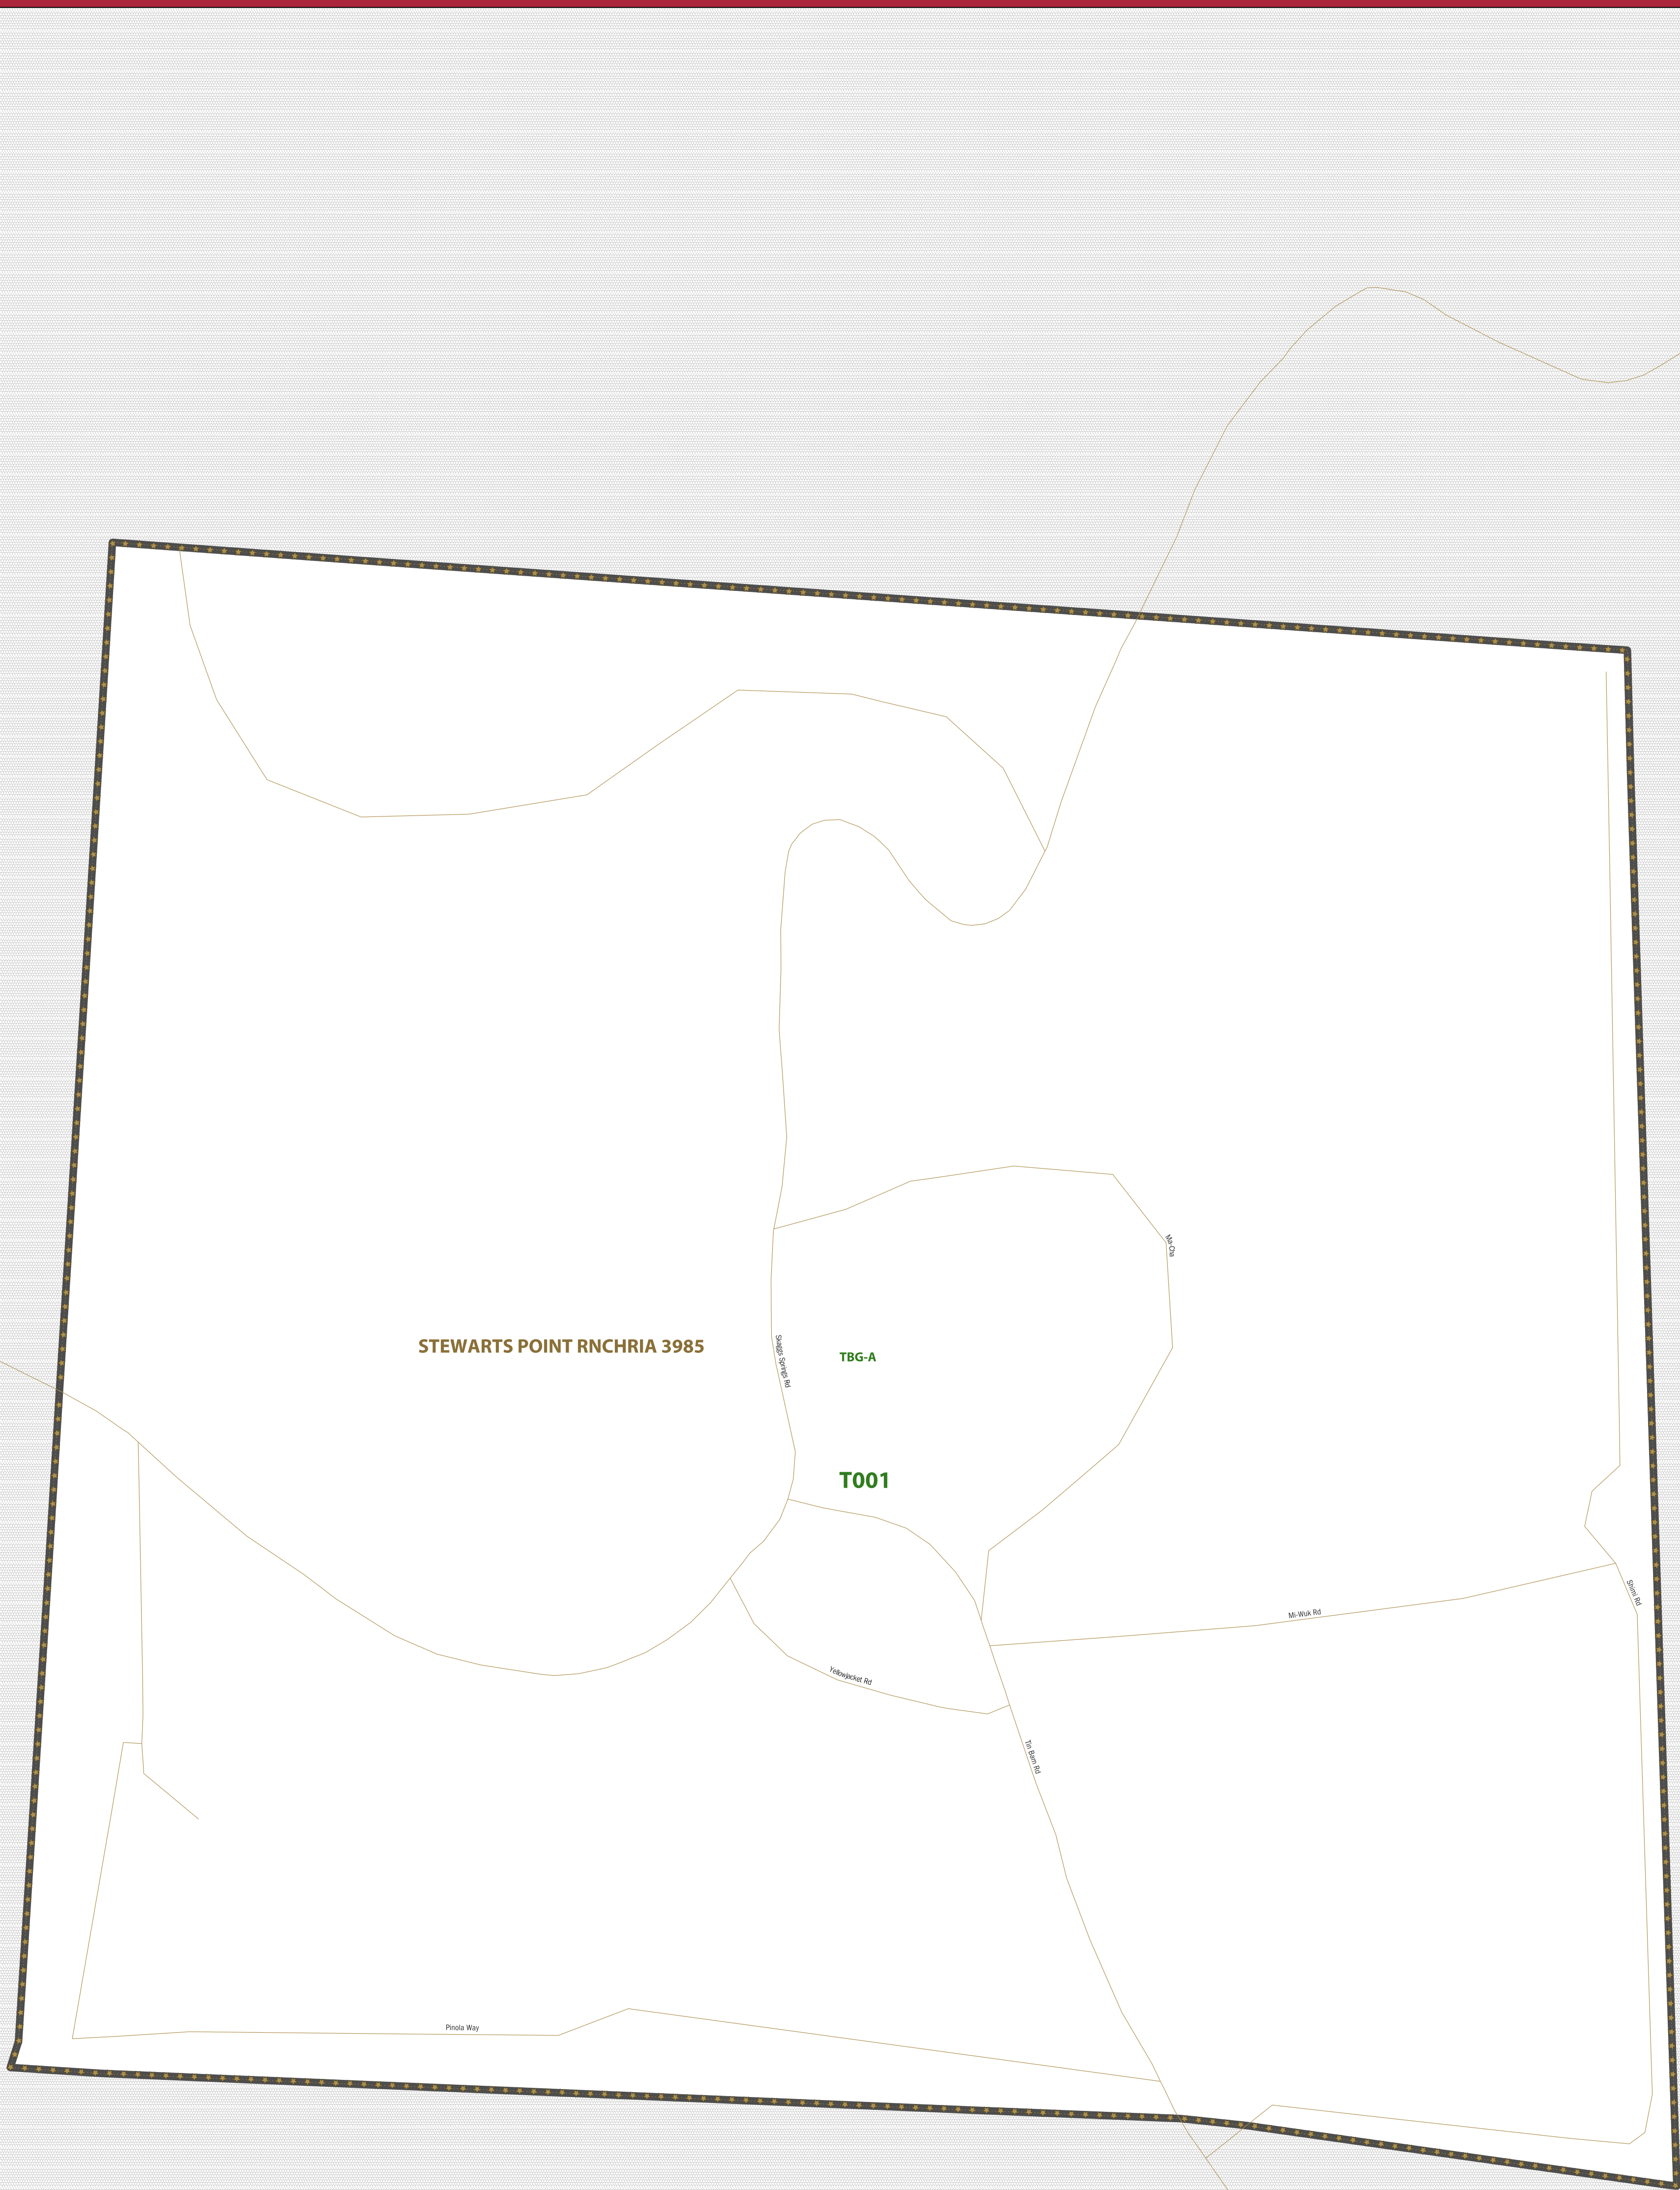 Ma-Cha
STEWARTS POINT RNCHRIA 3985
Skaggs Springs Rd
TBG-A
T001
Shimi Rd
Mi-Wuk Rd
Yellowjacket Rd
Tin Barn Rd
Pinola Way